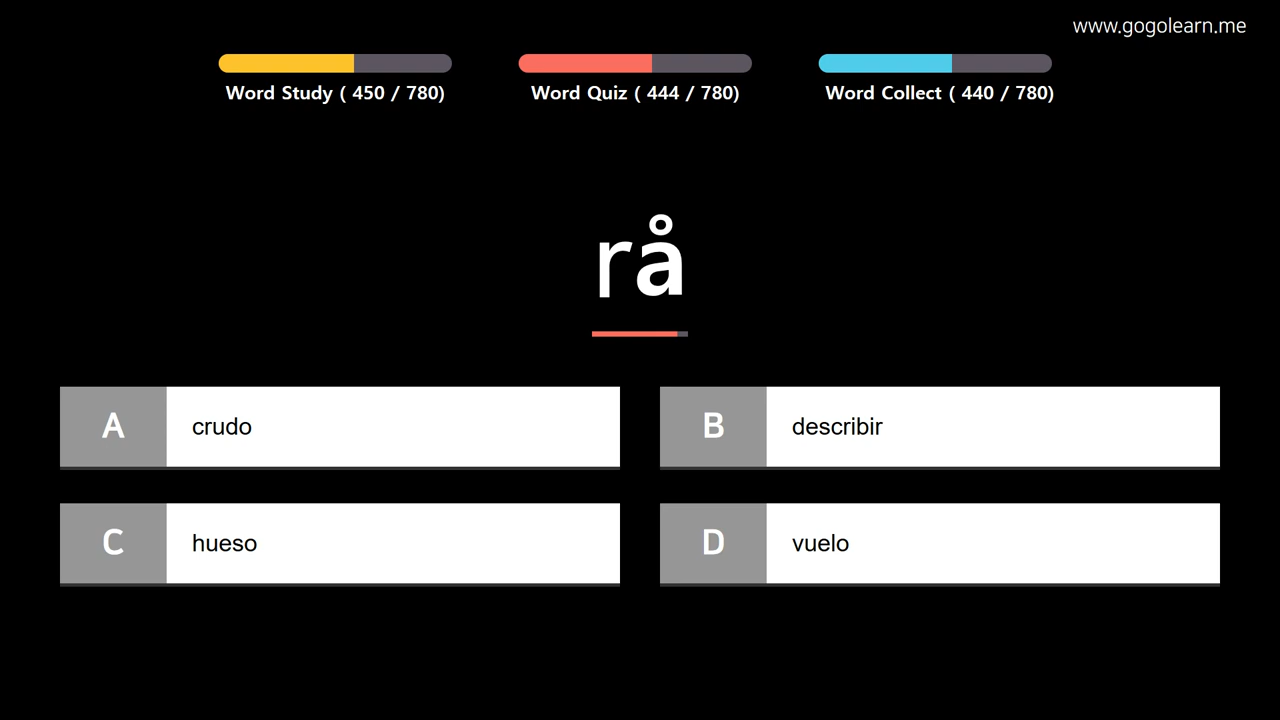 www.gogolearn.me
Word Study ( 450 / 780)
Word Quiz ( 444 / 780)
Word Collect ( 440 / 780)
rå
A crudo
B describir
C hueso
D vuelo